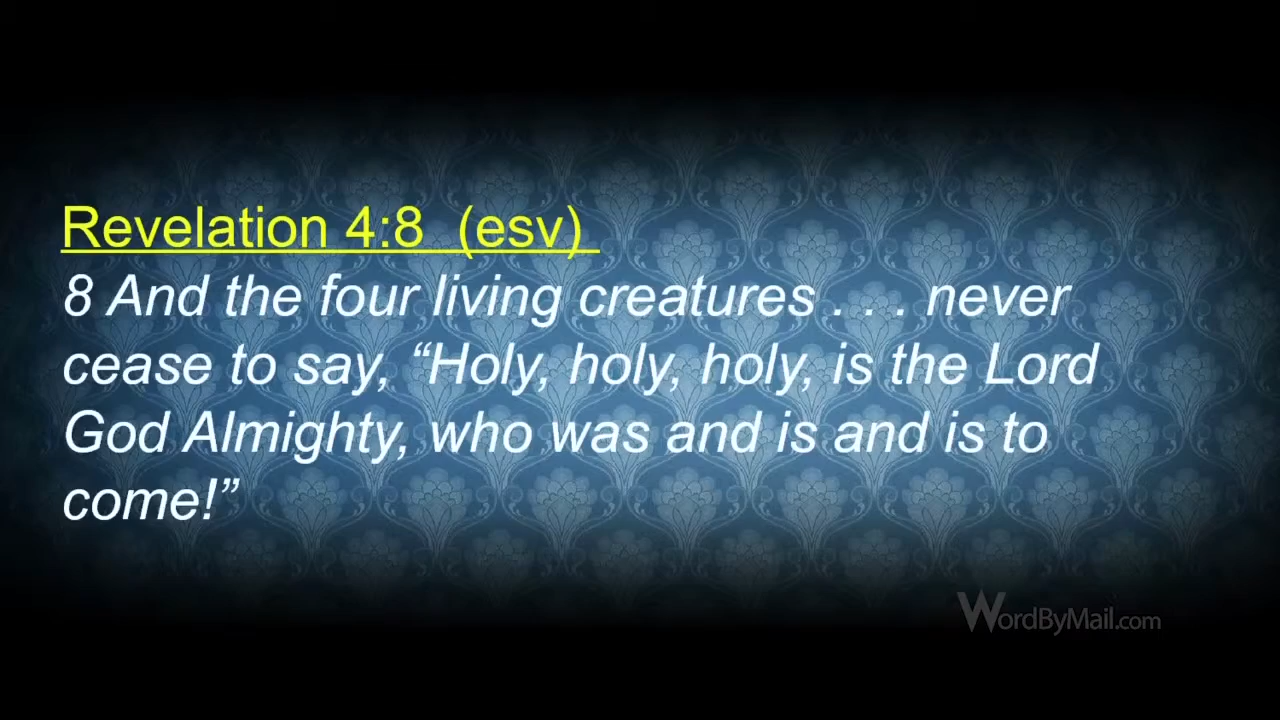 Revelation 4:8  (esv)
8 And the four living creatures . . . never
cease to say, “Holy, holy, holy, is the Lord
God Almighty, who was and is and is to
come!”
WordByMail.com